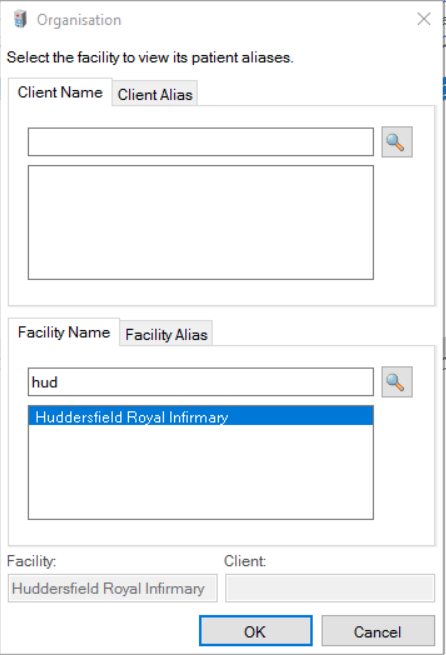 Organisation
Select the facility to view its patient aliases.
Client Name
Client Alias
Facility Name
Facility Alias
hud
Huddersfield Royal Infirmary
Facility:
Client:
Huddersfield Royal Infirmary
OK
Cancel